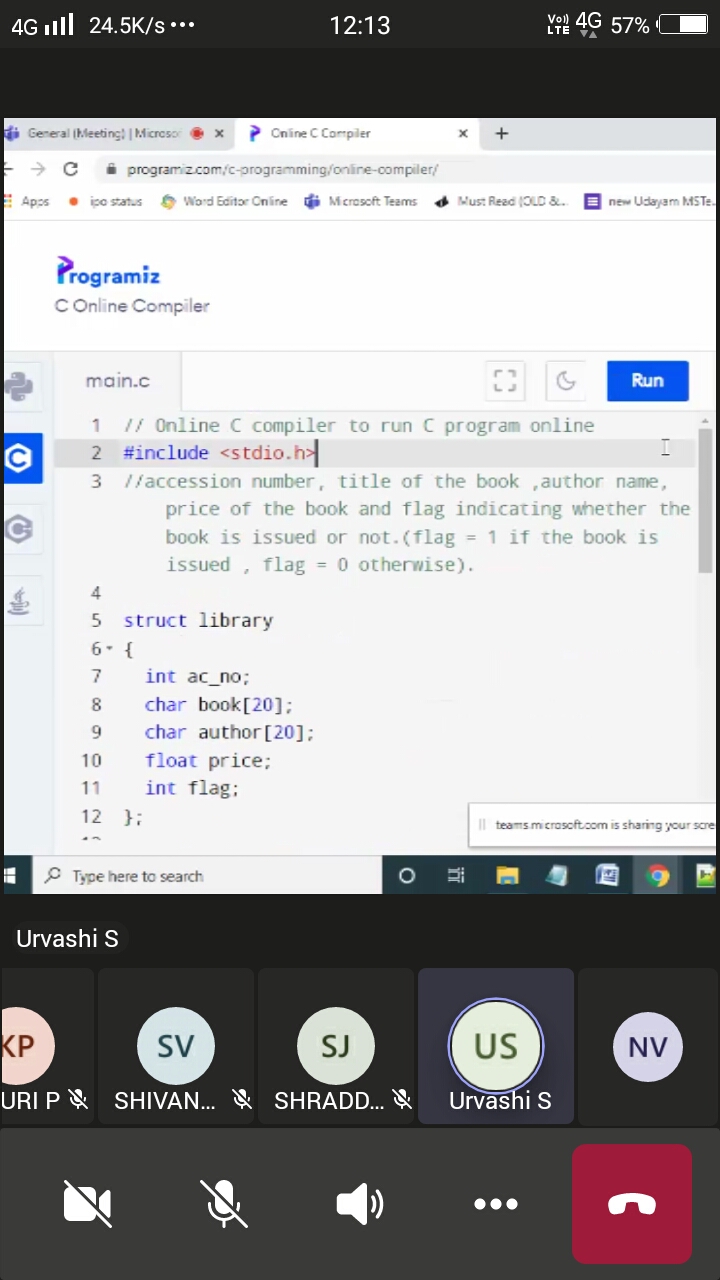 4G 24.5K/s ••• 12:13 Vo)) LTE 4G 57%
General (Meeting) | Microso × Online C Compiler × +
programiz.com/c-programming/online-compiler/
Apps ipo status Word Editor Online Microsoft Teams Must Read (OLD &... new Udayam MSTe.
Programiz
C Online Compiler
main.c Run
1 // Online C compiler to run C program online
2 #include <stdio.h>
3 //accession number, title of the book ,author name,
price of the book and flag indicating whether the
book is issued or not.(flag = 1 if the book is
issued , flag = 0 otherwise).
4
5 struct library
6 {
7 int ac_no;
8 char book[20];
9 char author[20];
10 float price;
11 int flag;
12 };
teams.microsoft.com is sharing your scre
Type here to search
Urvashi S
KP SV SJ US NV
URI P SHIVAN... SHRADD... Urvashi S